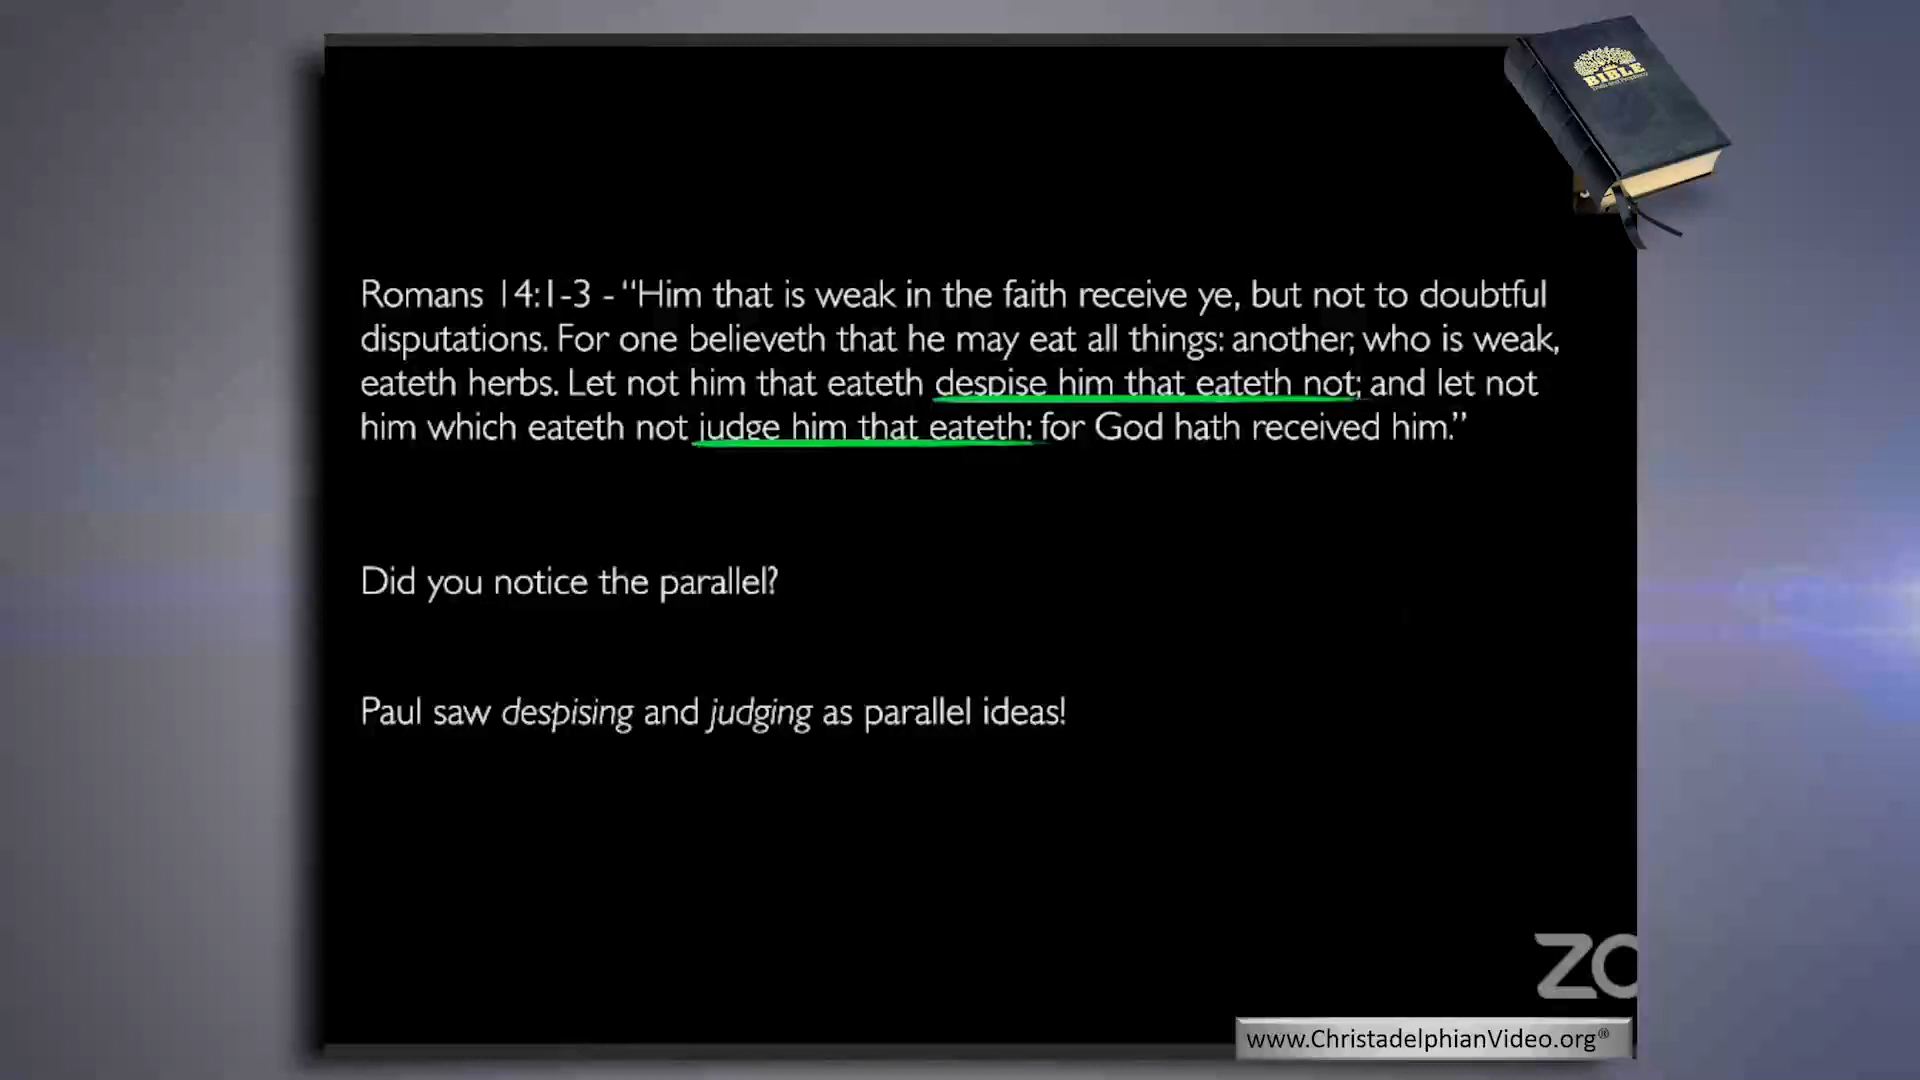 BIBLE
Romans 14:1-3 - “Him that is weak in the faith receive ye, but not to doubtful
disputations. For one believeth that he may eat all things: another, who is weak,
eateth herbs. Let not him that eateth despise him that eateth not; and let not
him which eateth not judge him that eateth: for God hath received him.”
Did you notice the parallel?
Paul saw despising and judging as parallel ideas!
ZO
www.ChristadelphianVideo.org®